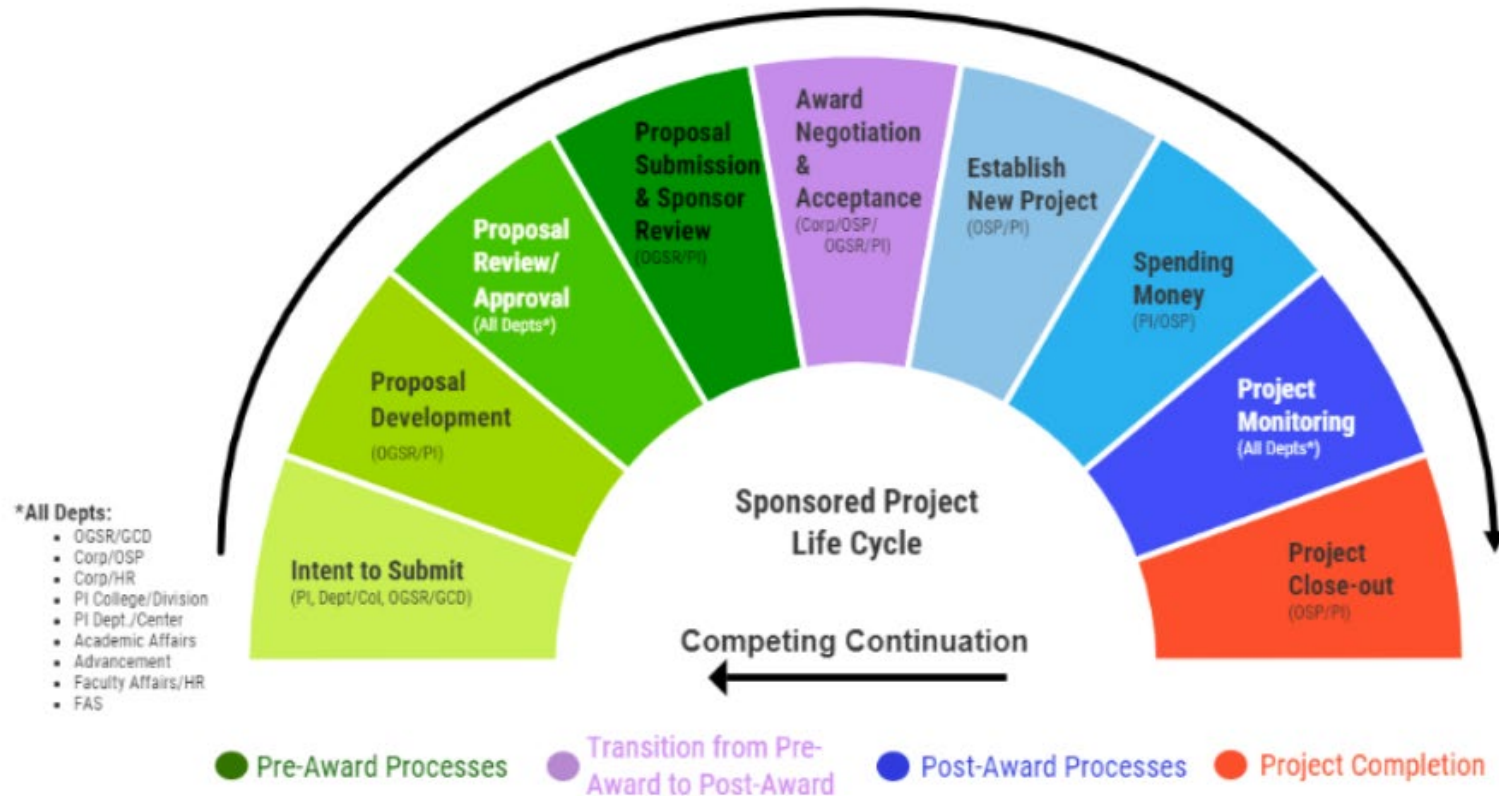 Intent to Submit
(PI, Dept/Col, OGSR/GCD)
Proposal
Development
(OGSR/PI)
Proposal
Review/
Approval
(All Depts*)
Proposal
Submission
& Sponsor
Review
(OGSR/PI)
Award
Negotiation
&
Acceptance
(Corp/OSP/
OGSR/PI)
Establish
New Project
(OSP/PI)
Spending
Money
(PI/OSP)
Project
Monitoring
(All Depts*)
Project
Close-out
(OSP/PI)
Sponsored Project
Life Cycle
Competing Continuation
*All Depts:
• OGSR/GCD
• Corp/OSP
• Corp/HR
• PI College/Division
• PI Dept./Center
• Academic Affairs
• Advancement
• Faculty Affairs/HR
• FAS
Pre-Award Processes
Transition from Pre-
Award to Post-Award
Post-Award Processes
Project Completion